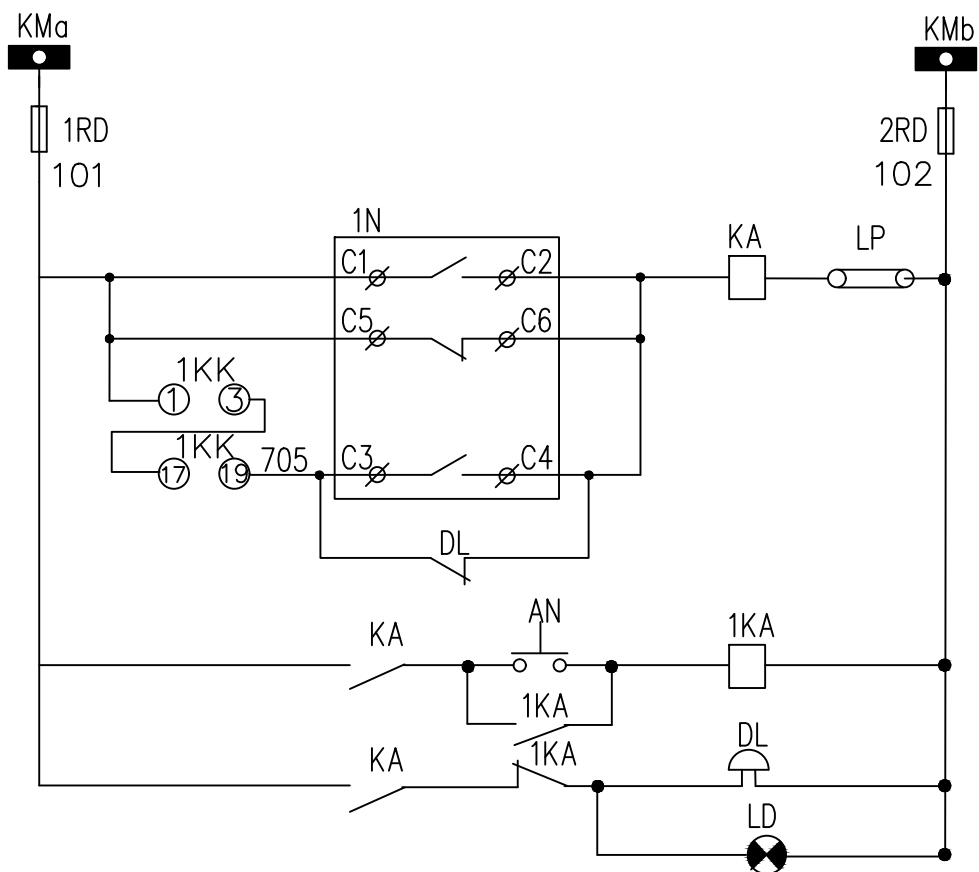 KMa KMb
1RD 2RD
101 102
1N
C1 C2 KA LP
C5 C6
1KK
1 3
1KK
17 19 705 C3 C4
DL
AN
KA 1KA
1KA
KA 1KA DL
LD